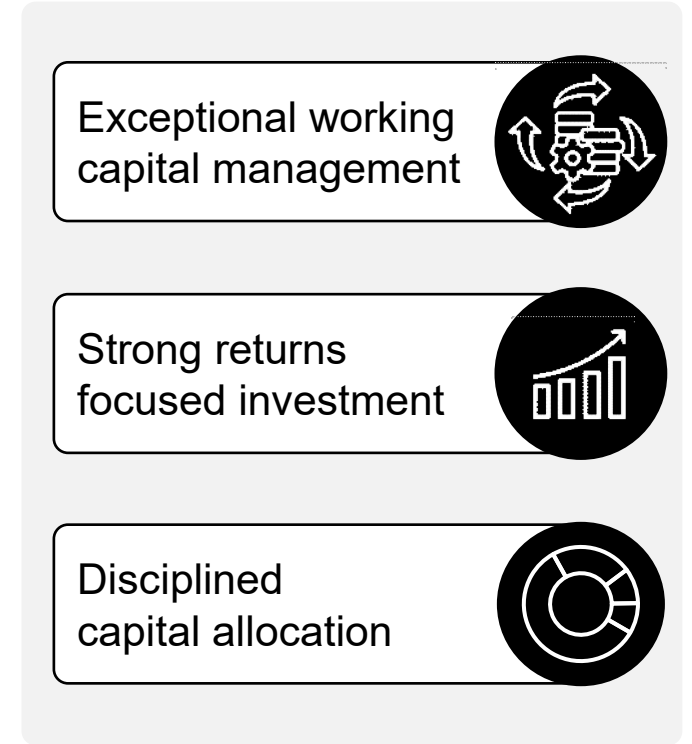 Exceptional working
capital management
Strong returns
focused investment
Disciplined
capital allocation